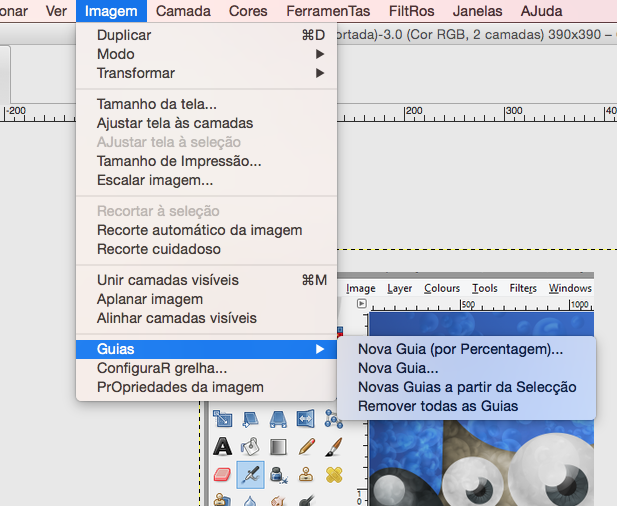 onar Ver Imagem Camada Cores FerramenTas FiltRos Janelas AJuda
Duplicar ⌘D
ortada)-3.0 (Cor RGB, 2 camadas) 390x390 –
Modo
Transformar
-200 200 300 40
Tamanho da tela...
Ajustar tela às camadas
AJustar tela à seleção
Tamanho de Impressão...
Escalar imagem...
Recortar à seleção
Recorte automático da imagem
Recorte cuidadoso
Unir camadas visíveis ⌘M
Aplanar imagem
Alinhar camadas visíveis
Guias
ConfiguraR grelha...
PrOpriedades da imagem
Image Layer Colours Tools Filters Windows
500 1000
Nova Guia (por Percentagem)...
Nova Guia...
Novas Guias a partir da Selecção
Remover todas as Guias